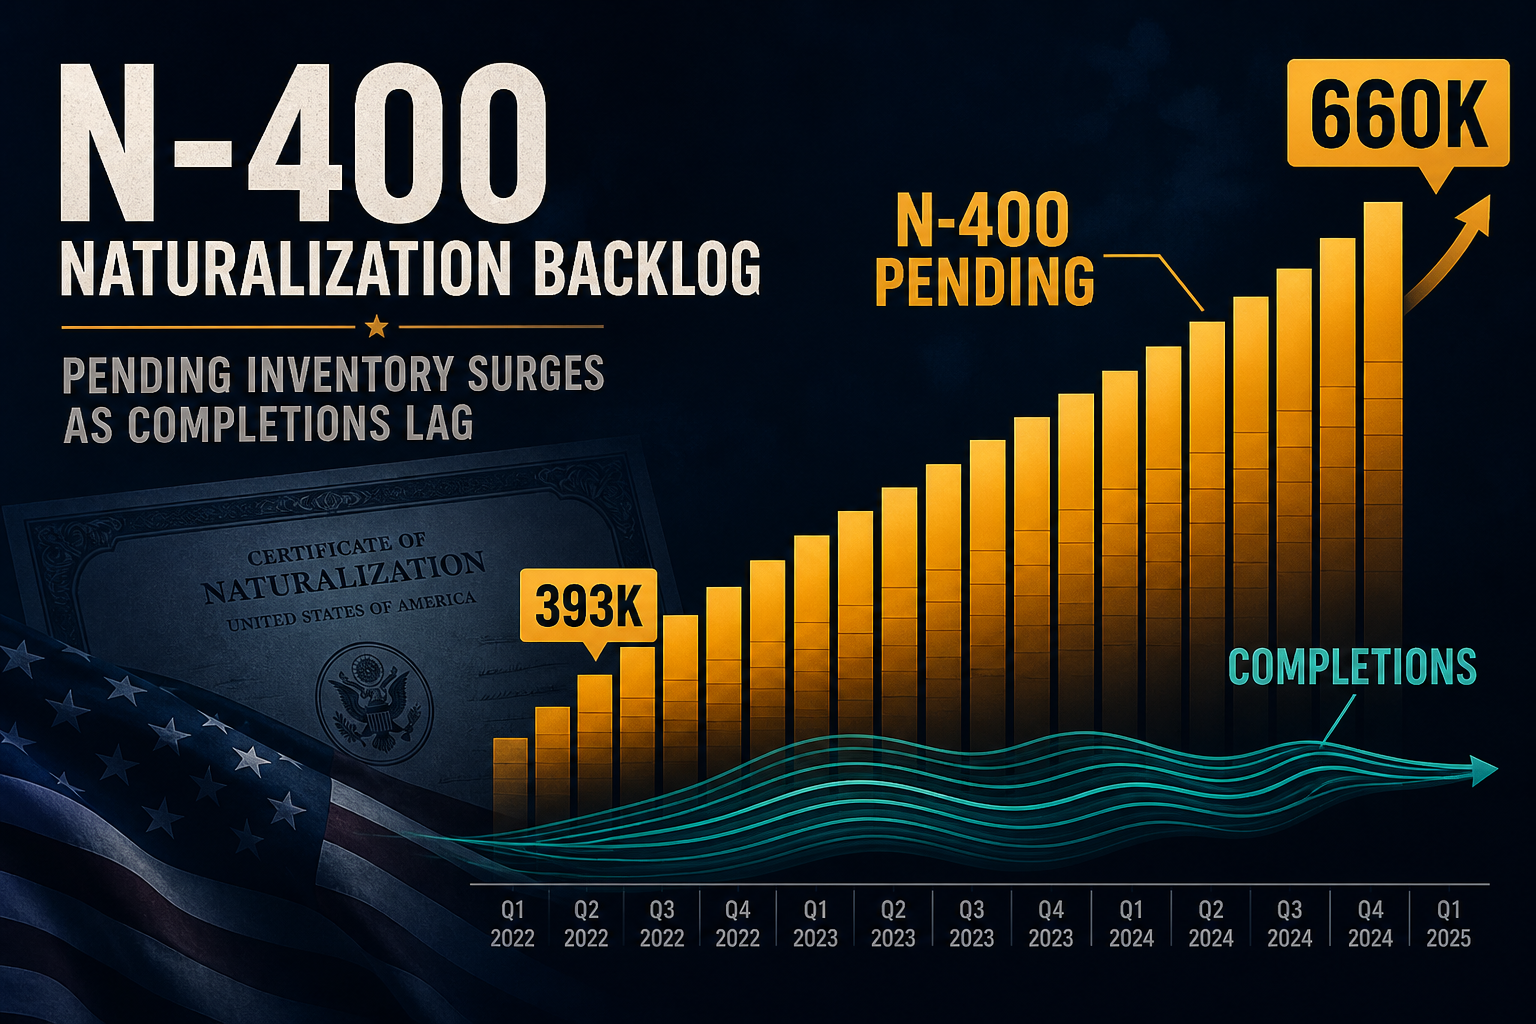 N-400
NATURALIZATION BACKLOG
PENDING INVENTORY SURGES
AS COMPLETIONS LAG
660K
N-400
PENDING
CERTIFICATE OF
NATURALIZATION
UNITED STATES OF AMERICA
393K
COMPLETIONS
Q1 Q2 Q3 Q4 Q1 Q2 Q3 Q4 Q1 Q2 Q3 Q4 Q1
2022 2022 2022 2022 2023 2023 2023 2023 2024 2024 2024 2024 2025